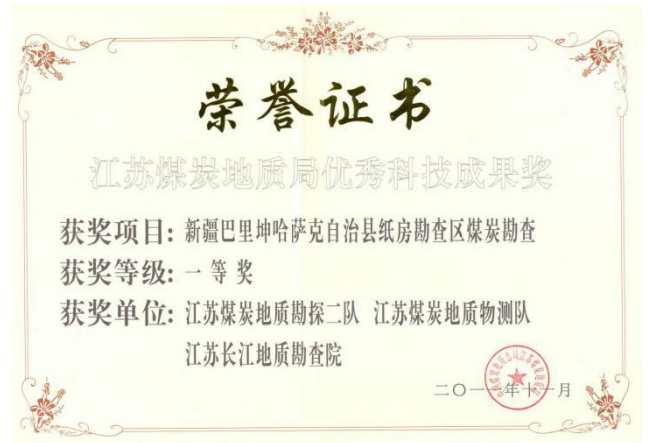 荣誉证书
江苏煤炭地质局优秀科技成果奖
获奖项目: 新疆巴里坤哈萨克自治县纸房勘查区煤炭勘查
获奖等级: 一等奖
获奖单位: 江苏煤炭地质勘探二队 江苏煤炭地质物测队
江苏长江地质勘查院
二〇一一年十一月